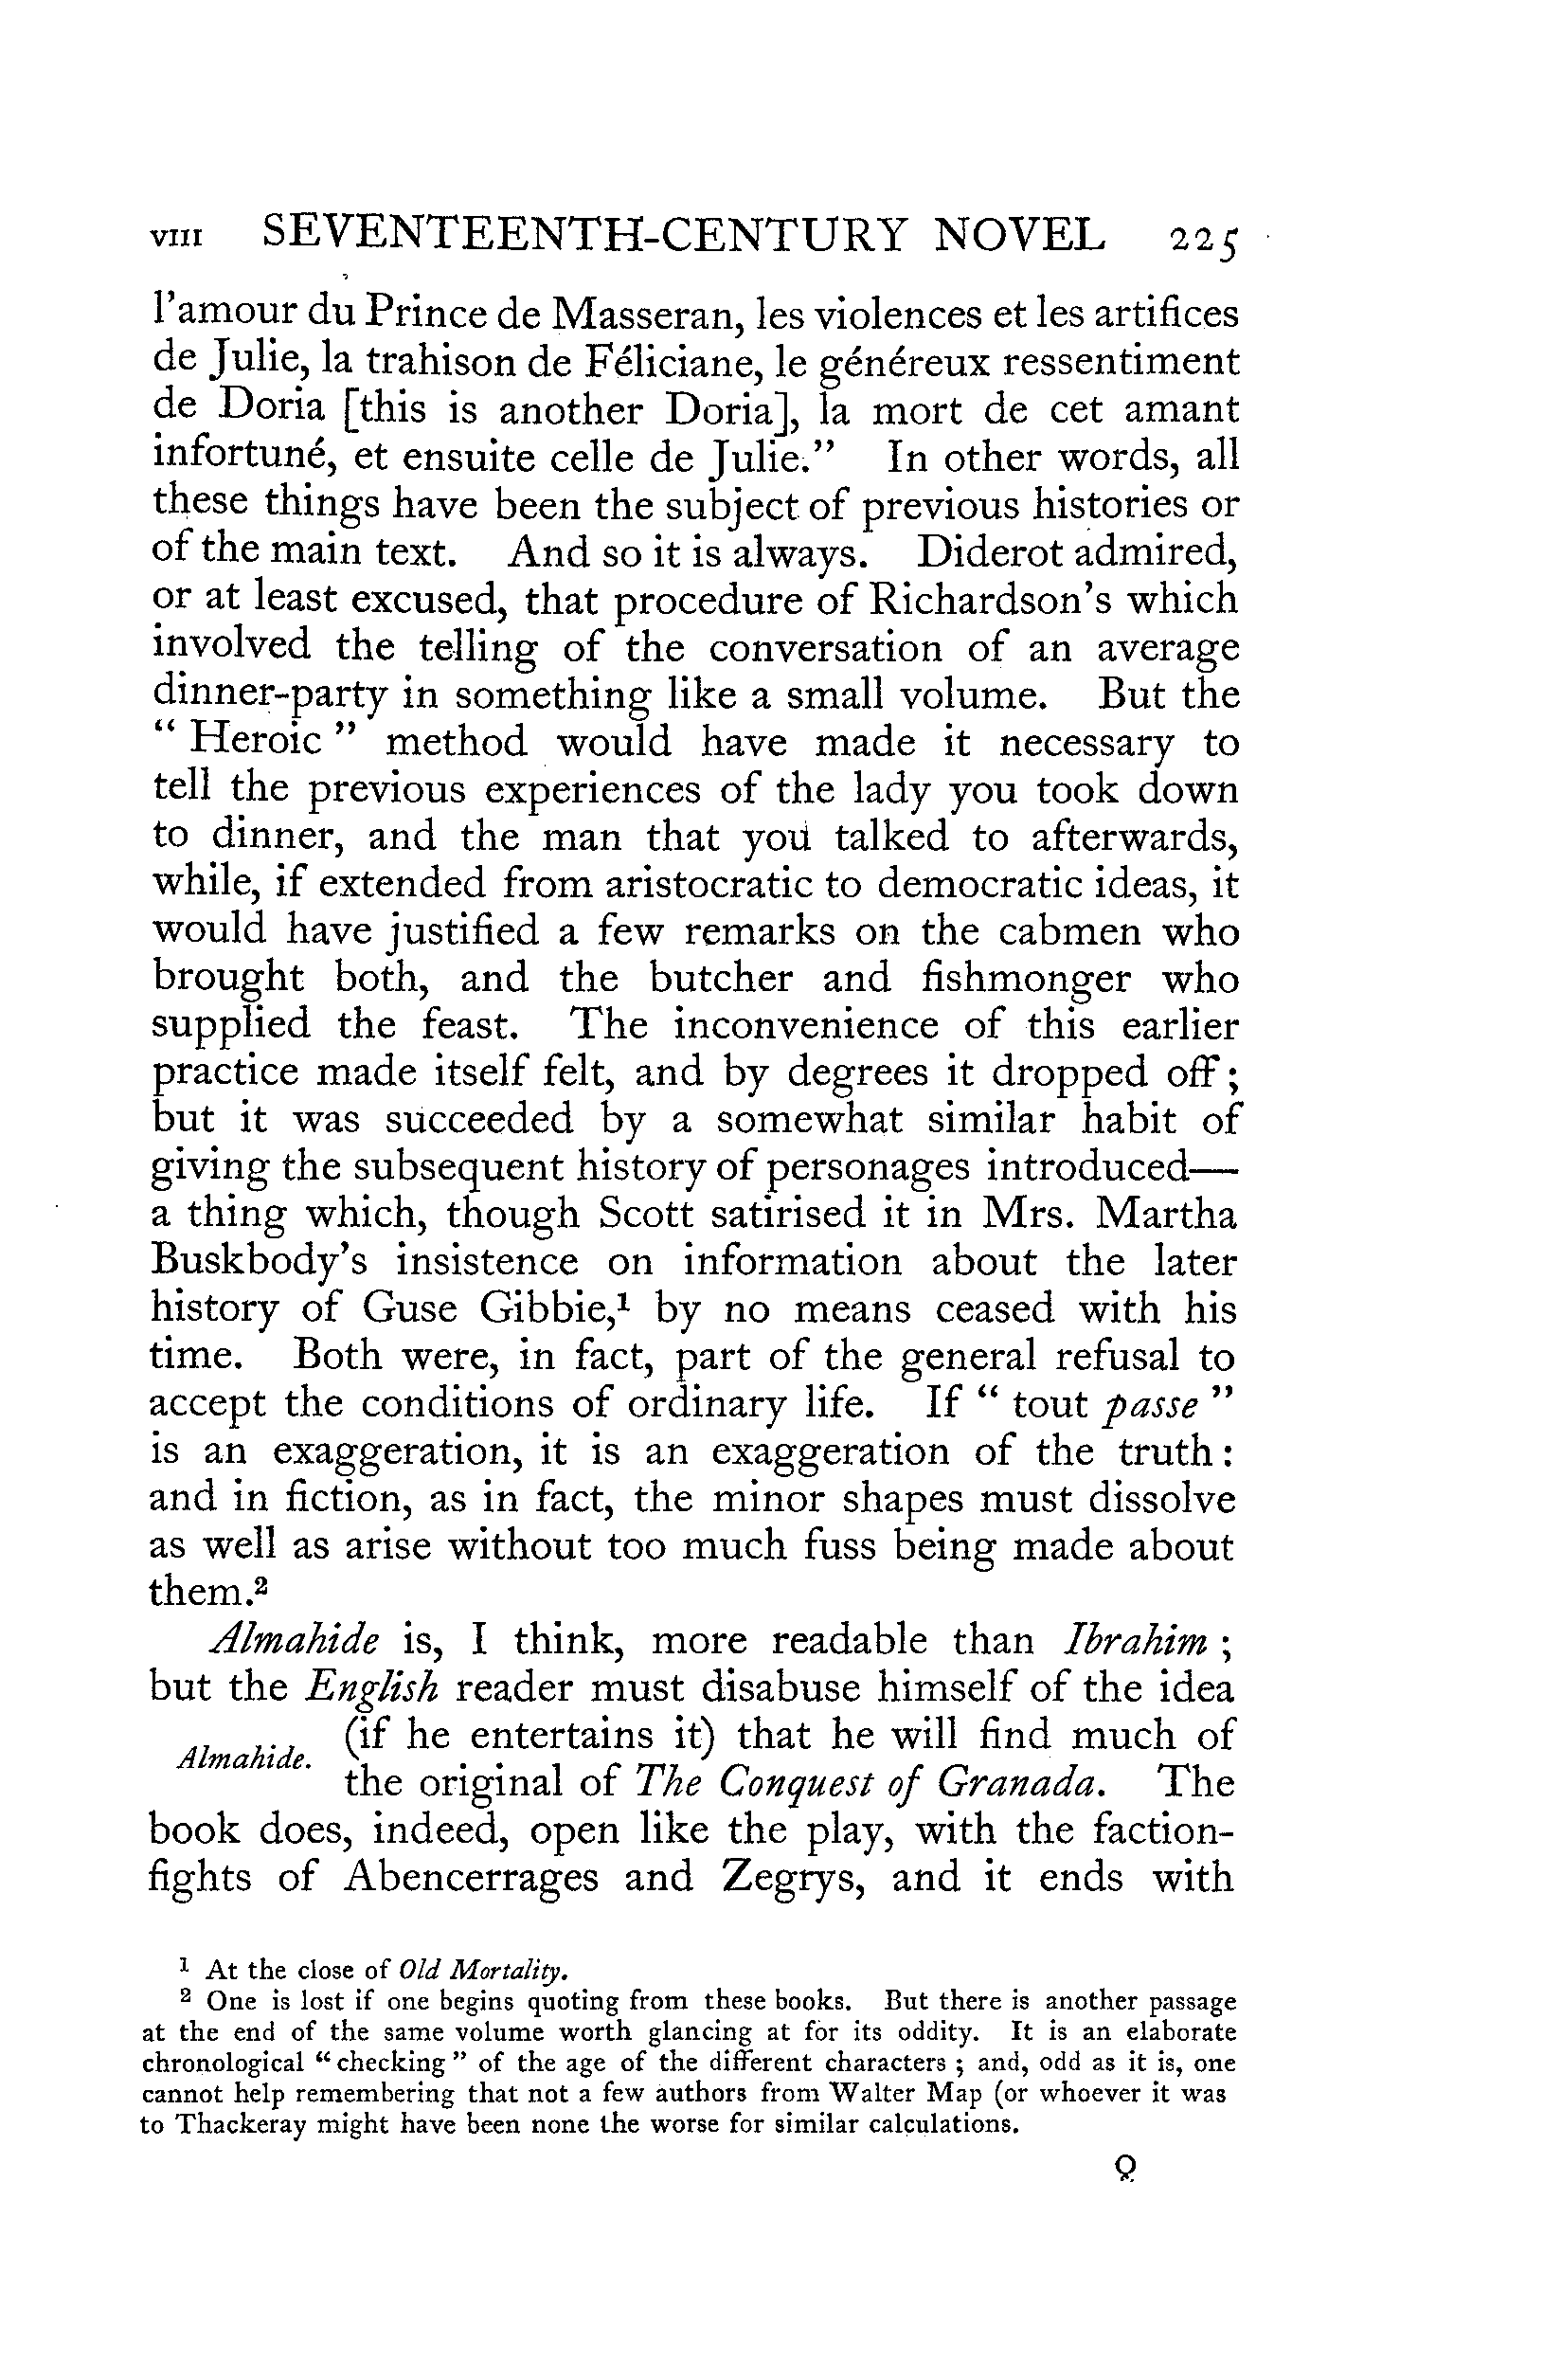 VIII SEVENTEENTH-CENTURY NOVEL 225
l’amour du Prince de Masseran, les violences et les artifices
de Julie, la trahison de Féliciane, le généreux ressentiment
de Doria [this is another Doria], la mort de cet amant
infortuné, et ensuite celle de Julie.” In other words, all
these things have been the subject of previous histories or
of the main text. And so it is always. Diderot admired,
or at least excused, that procedure of Richardson’s which
involved the telling of the conversation of an average
dinner-party in something like a small volume. But the
“ Heroic ” method would have made it necessary to
tell the previous experiences of the lady you took down
to dinner, and the man that you talked to afterwards,
while, if extended from aristocratic to democratic ideas, it
would have justified a few remarks on the cabmen who
brought both, and the butcher and fishmonger who
supplied the feast. The inconvenience of this earlier
practice made itself felt, and by degrees it dropped off ;
but it was succeeded by a somewhat similar habit of
giving the subsequent history of personages introduced—
a thing which, though Scott satirised it in Mrs. Martha
Buskbody’s insistence on information about the later
history of Guse Gibbie,¹ by no means ceased with his
time. Both were, in fact, part of the general refusal to
accept the conditions of ordinary life. If “ tout passe ”
is an exaggeration, it is an exaggeration of the truth :
and in fiction, as in fact, the minor shapes must dissolve
as well as arise without too much fuss being made about
them.²
Almahide is, I think, more readable than Ibrahim ;
but the English reader must disabuse himself of the idea
(if he entertains it) that he will find much of
Almahide.
the original of The Conquest of Granada. The
book does, indeed, open like the play, with the faction-
fights of Abencerrages and Zegrys, and it ends with
¹ At the close of Old Mortality.
² One is lost if one begins quoting from these books. But there is another passage
at the end of the same volume worth glancing at for its oddity. It is an elaborate
chronological “ checking ” of the age of the different characters ; and, odd as it is, one
cannot help remembering that not a few authors from Walter Map (or whoever it was
to Thackeray might have been none the worse for similar calculations.
Q